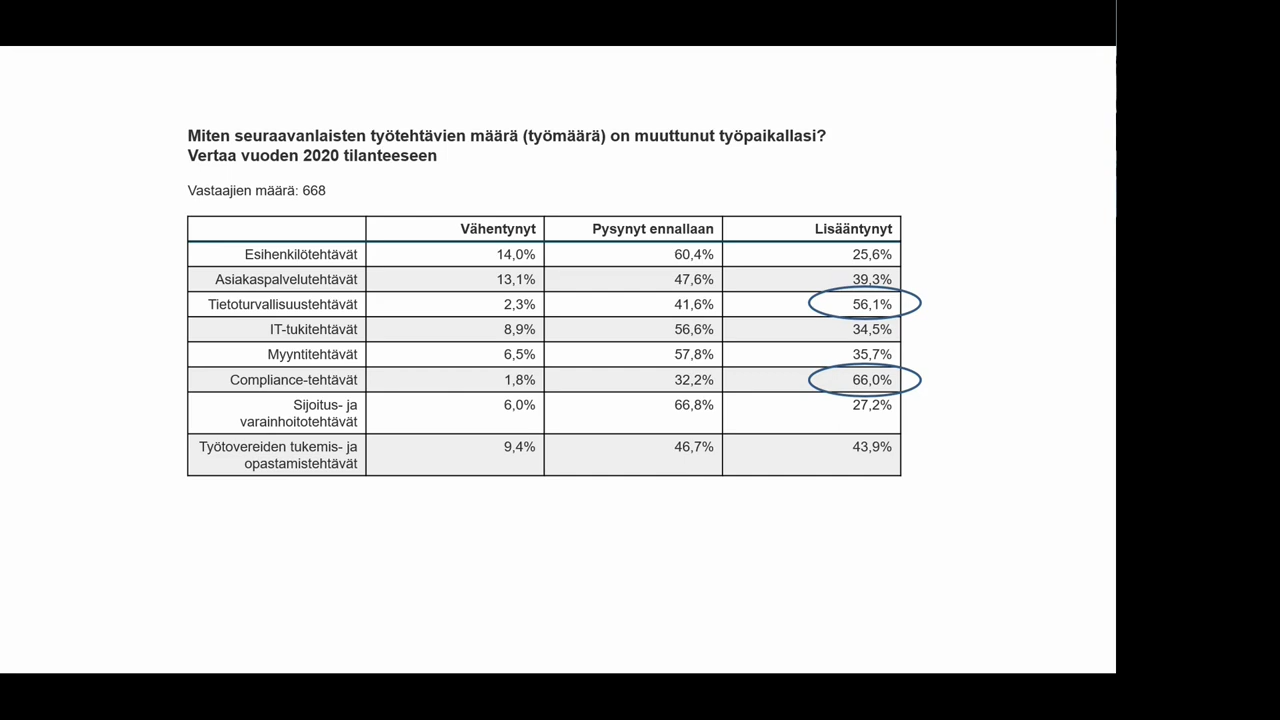 Miten seuraavanlaisten työtehtävien määrä (työmäärä) on muuttunut työpaikallasi?
Vertaa vuoden 2020 tilanteeseen
Vastaajien määrä: 668
Vähentynyt Pysynyt ennallaan Lisääntynyt
Esihenkilötehtävät 14,0% 60,4% 25,6%
Asiakaspalvelutehtävät 13,1% 47,6% 39,3%
Tietoturvallisuustehtävät 2,3% 41,6% 56,1%
IT-tukitehtävät 8,9% 56,6% 34,5%
Myyntitehtävät 6,5% 57,8% 35,7%
Compliance-tehtävät 1,8% 32,2% 66,0%
Sijoitus- ja 6,0% 66,8% 27,2%
varainhoitotehtävät
Työtovereiden tukemis- ja 9,4% 46,7% 43,9%
opastamistehtävät